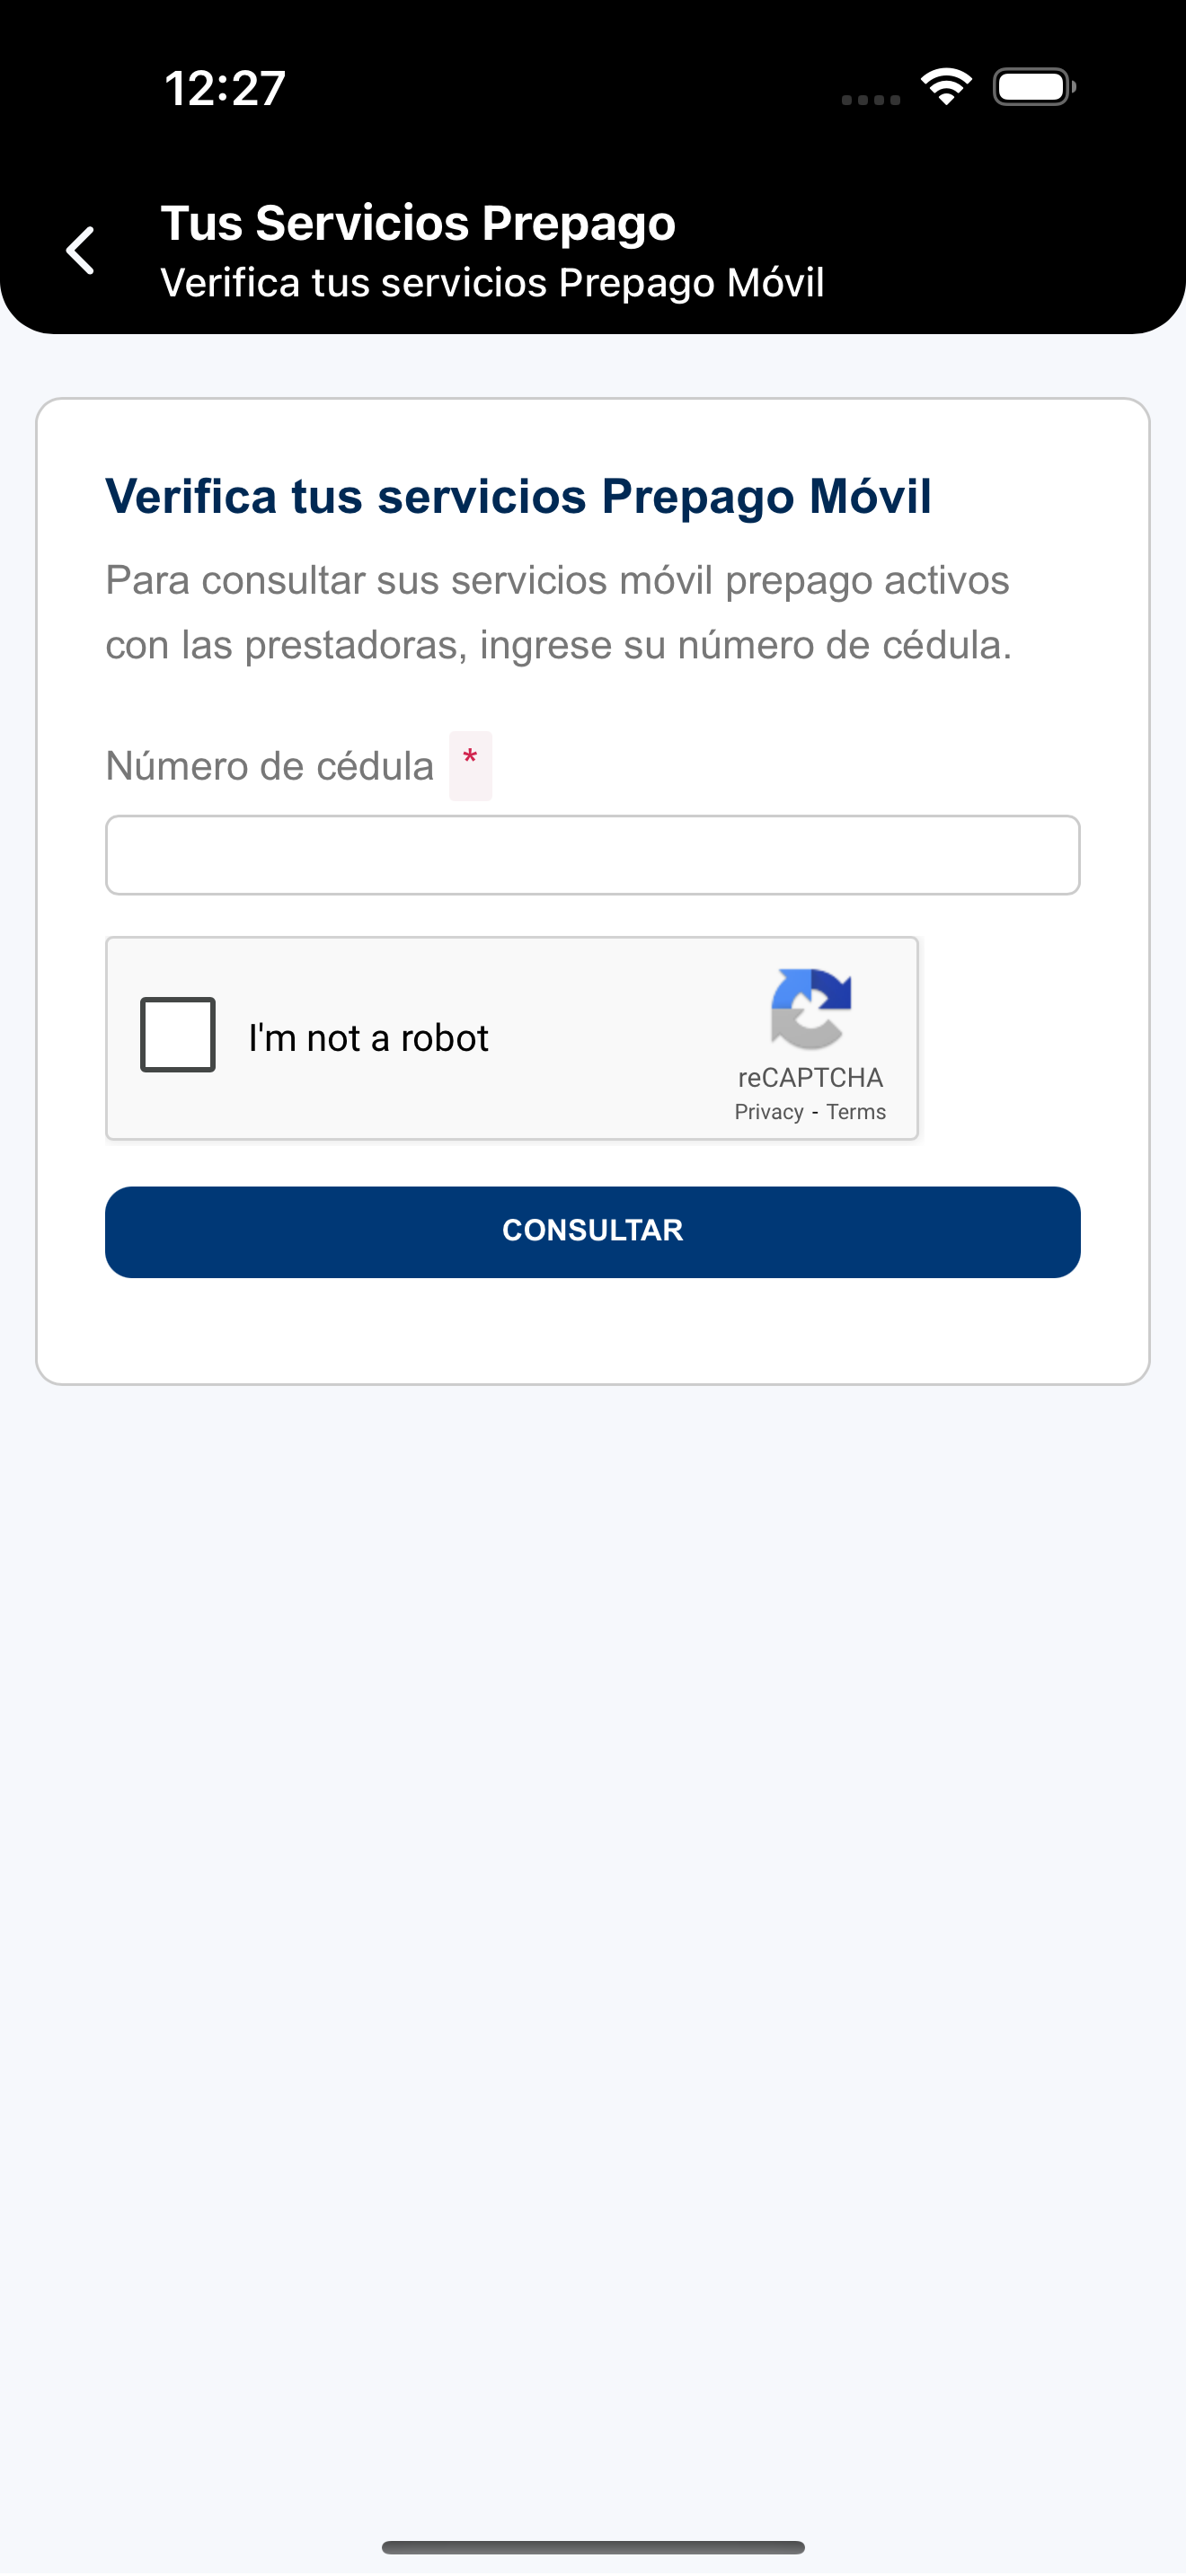 12:27
Tus Servicios Prepago
Verifica tus servicios Prepago Móvil
Verifica tus servicios Prepago Móvil
Para consultar sus servicios móvil prepago activos
con las prestadoras, ingrese su número de cédula.
Número de cédula *
I'm not a robot
reCAPTCHA
Privacy - Terms
CONSULTAR